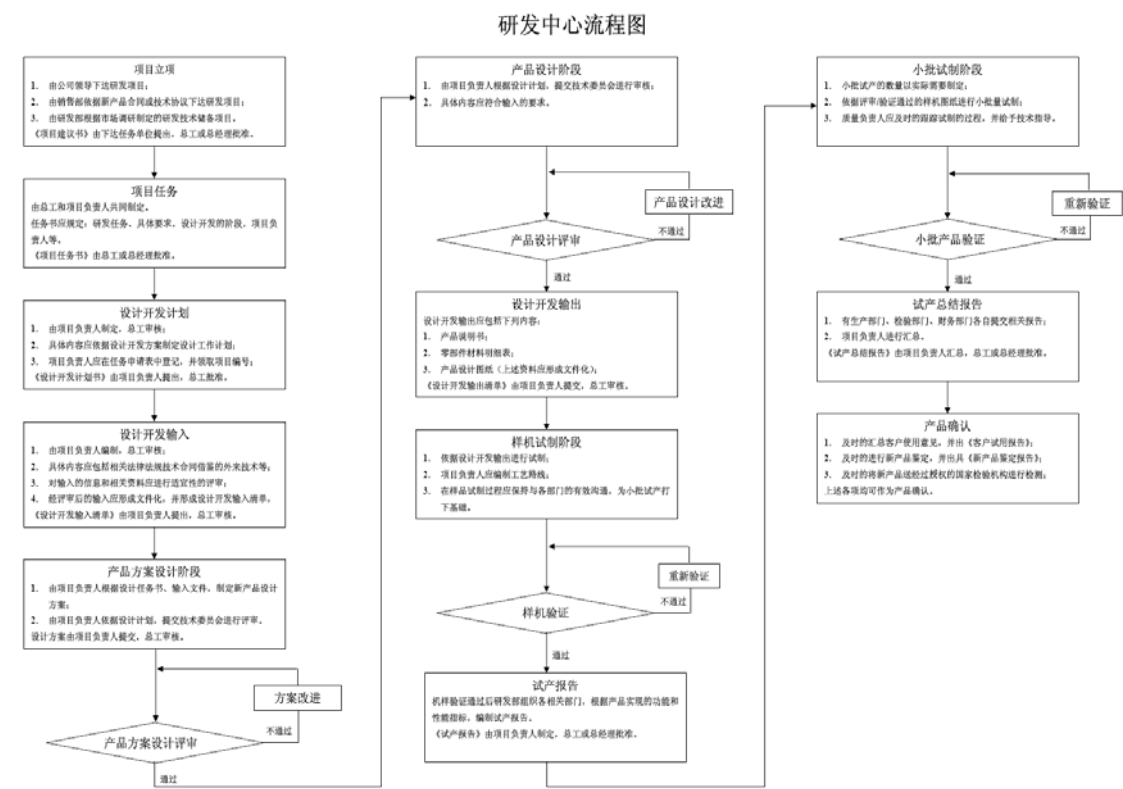 研发中心流程图
项目立项
1. 由公司领导下达研发项目；
2. 由销售部依据新产品合同或技术协议下达研发项目；
3. 由研发部根据市场调研制定的研发技术储备项目。
《项目建议书》由下达任务单位提出，总工或总经理批准。
项目任务
由总工和项目负责人共同制定。
任务书应规定：研发任务、具体要求、设计开发的阶段、项目负
责人等。
《项目任务书》由总工或总经理批准。
设计开发计划
1. 由项目负责人制定，总工审核；
2. 具体内容应依据设计开发方案制定设计工作计划；
3. 项目负责人应在任务申请表中登记，并领取项目编号；
《设计开发计划书》由项目负责人提出，总工批准。
设计开发输入
1. 由项目负责人编制，总工审核；
2. 具体内容应包括相关法律法规技术合同借鉴的外来技术等；
3. 对输入的信息和相关资料应进行适宜性的评审；
4. 经评审后的输入应形成文件化，并形成设计开发输入清单。
《设计开发输入清单》由项目负责人提出，总工审核。
产品方案设计阶段
1. 由项目负责人根据设计任务书、输入文件，制定新产品设计
方案；
2. 由项目负责人依据设计计划，提交技术委员会进行评审。
设计方案由项目负责人提交，总工审核。
方案改进
不通过
产品方案设计评审
通过
产品设计阶段
1. 由项目负责人根据设计计划，提交技术委员会进行审核；
2. 具体内容应符合输入的要求。
产品设计改进
不通过
产品设计评审
通过
设计开发输出
设计开发输出应包括下列内容：
1. 产品说明书；
2. 零部件材料明细表；
3. 产品设计图纸（上述资料应形成文件化）；
《设计开发输出清单》由项目负责人提交，总工审核。
样机试制阶段
1. 依据设计开发输出进行试制；
2. 项目负责人应编制工艺路线；
3. 在样品试制过程应保持与各部门的有效沟通，为小批试产打
下基础。
重新验证
不通过
样机验证
通过
试产报告
机样验证通过后研发部组织各相关部门，根据产品实现的功能和
性能指标，编制试产报告。
《试产报告》由项目负责人制定，总工或总经理批准。
小批试制阶段
1. 小批试产的数量以实际需要制定；
2. 依据评审/验证通过的样机图纸进行小批量试制；
3. 质量负责人应及时的跟踪试制的过程，并给予技术指导。
重新验证
不通过
小批产品验证
通过
试产总结报告
1. 有生产部门、检验部门、财务部门各自提交相关报告；
2. 项目负责人进行汇总。
《试产总结报告》由项目负责人汇总，总工或总经理批准。
产品确认
1. 及时的汇总客户使用意见，并出《客户试用报告》；
2. 及时的进行新产品鉴定，并出具《新产品鉴定报告》；
3. 及时的将新产品送经过授权的国家检验机构进行检测；
上述各项均可作为产品确认。